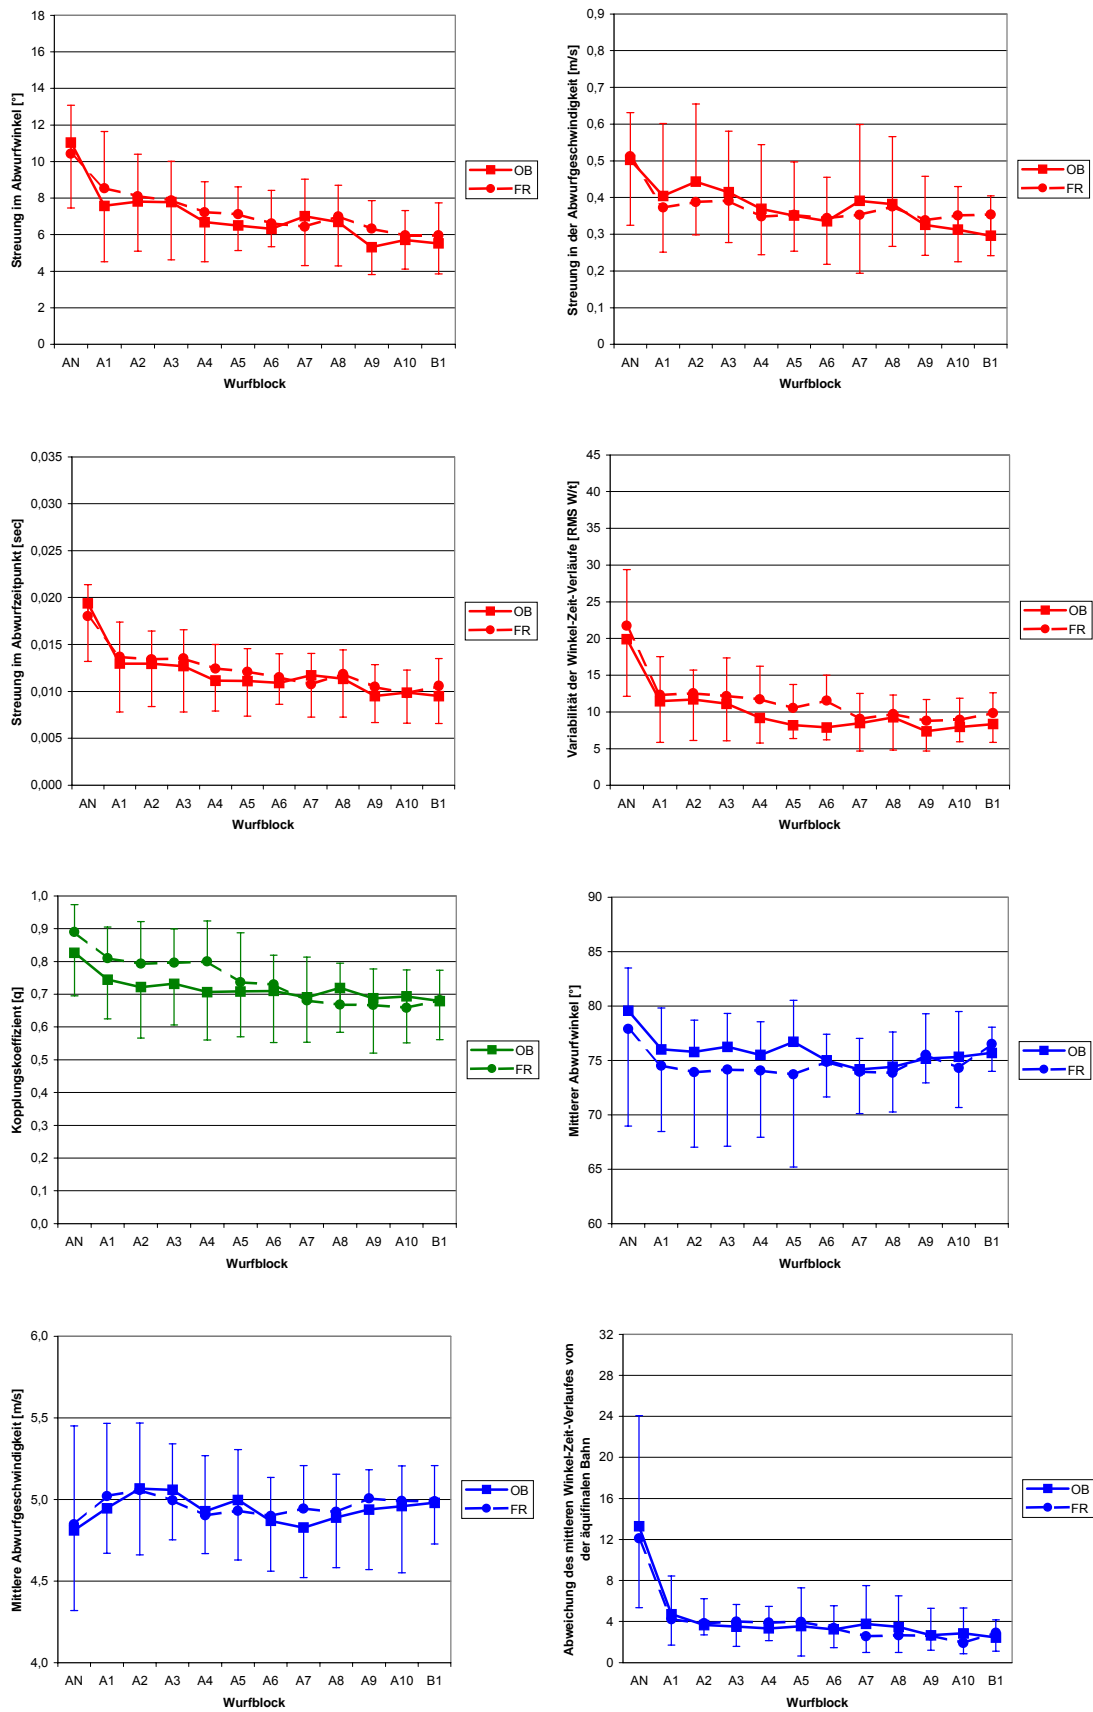 Streuung im Abwurfwinkel [°]
18
16
14
12
10
8
6
4
2
0
AN A1 A2 A3 A4 A5 A6 A7 A8 A9 A10 B1
Wurfblock
OB
FR
Streuung in der Abwurfgeschwindigkeit [m/s]
0,9
0,8
0,7
0,6
0,5
0,4
0,3
0,2
0,1
0
AN A1 A2 A3 A4 A5 A6 A7 A8 A9 A10 B1
Wurfblock
OB
FR
Streuung im Abwurfzeitpunkt [sec]
0,035
0,030
0,025
0,020
0,015
0,010
0,005
0,000
AN A1 A2 A3 A4 A5 A6 A7 A8 A9 A10 B1
Wurfblock
OB
FR
Variabilität der Winkel-Zeit-Verläufe [RMS W/t]
45
40
35
30
25
20
15
10
5
0
AN A1 A2 A3 A4 A5 A6 A7 A8 A9 A10 B1
Wurfblock
OB
FR
Kopplungskoeffizient [q]
1,0
0,9
0,8
0,7
0,6
0,5
0,4
0,3
0,2
0,1
0,0
AN A1 A2 A3 A4 A5 A6 A7 A8 A9 A10 B1
Wurfblock
OB
FR
Mittlerer Abwurfwinkel [°]
90
85
80
75
70
65
60
AN A1 A2 A3 A4 A5 A6 A7 A8 A9 A10 B1
Wurfblock
OB
FR
Mittlere Abwurfgeschwindigkeit [m/s]
6,0
5,5
5,0
4,5
4,0
AN A1 A2 A3 A4 A5 A6 A7 A8 A9 A10 B1
Wurfblock
OB
FR
Abweichung des mittleren Winkel-Zeit-Verlaufes von
der äquifinalen Bahn
32
28
24
20
16
12
8
4
0
AN A1 A2 A3 A4 A5 A6 A7 A8 A9 A10 B1
Wurfblock
OB
FR